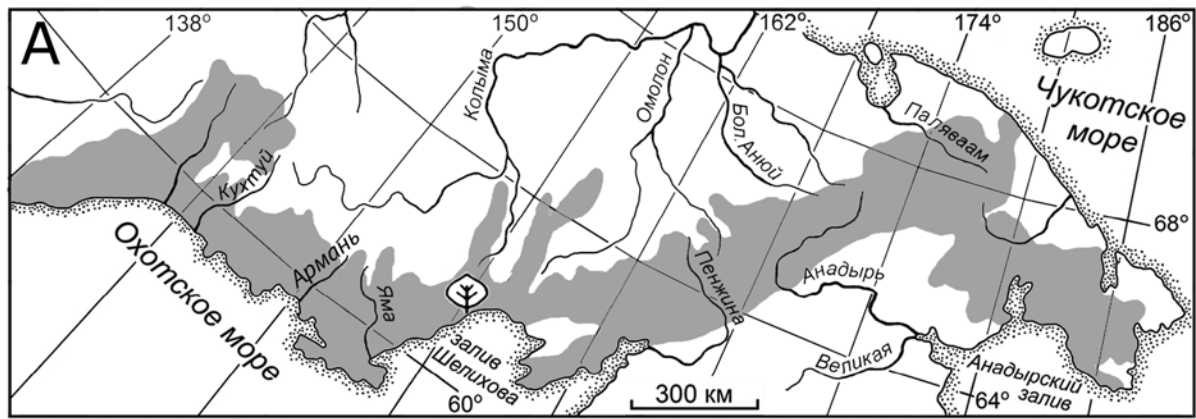 А
138°
150°
162°
174°
186°
Колыма
Омолон
Бол. Анюй
Паляваам
Чукотское
море
Кухтуй
68°
Охотское море
Армань
Яма
Пенжина
Анадырь
залив
Шелихова
Великая
Анадырский
залив
60°
300 км
64°